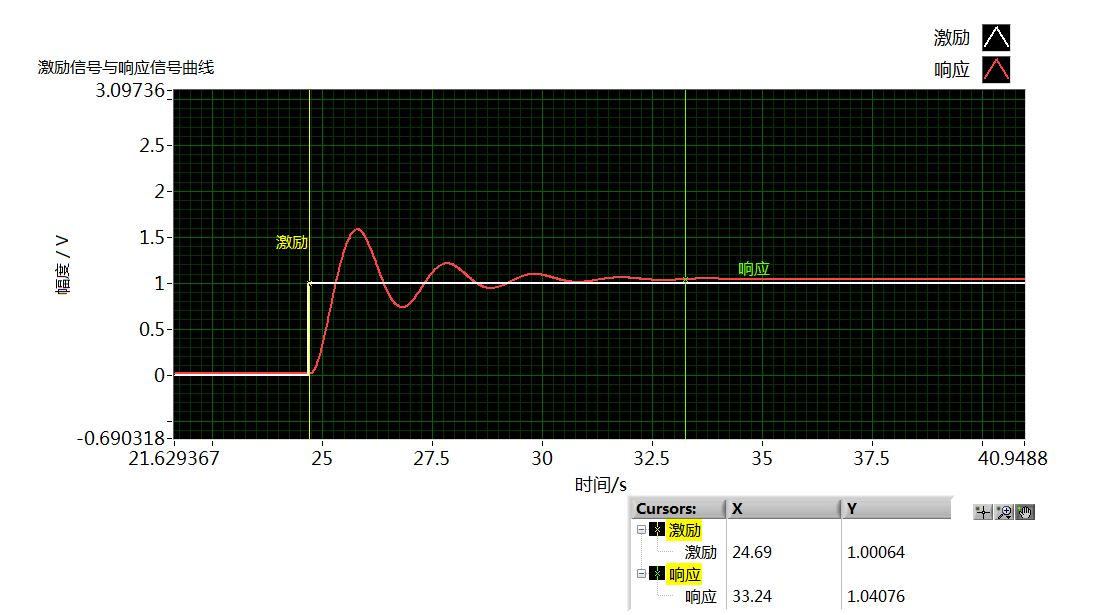 激励
响应
激励信号与响应信号曲线
3.09736
2.5
2
1.5
1
0.5
0
-0.690318
幅度 / V
激励
响应
21.629367 25 27.5 30 32.5 35 37.5 40.9488
时间/s
Cursors: X Y
激励
激励 24.69 1.00064
响应
响应 33.24 1.04076